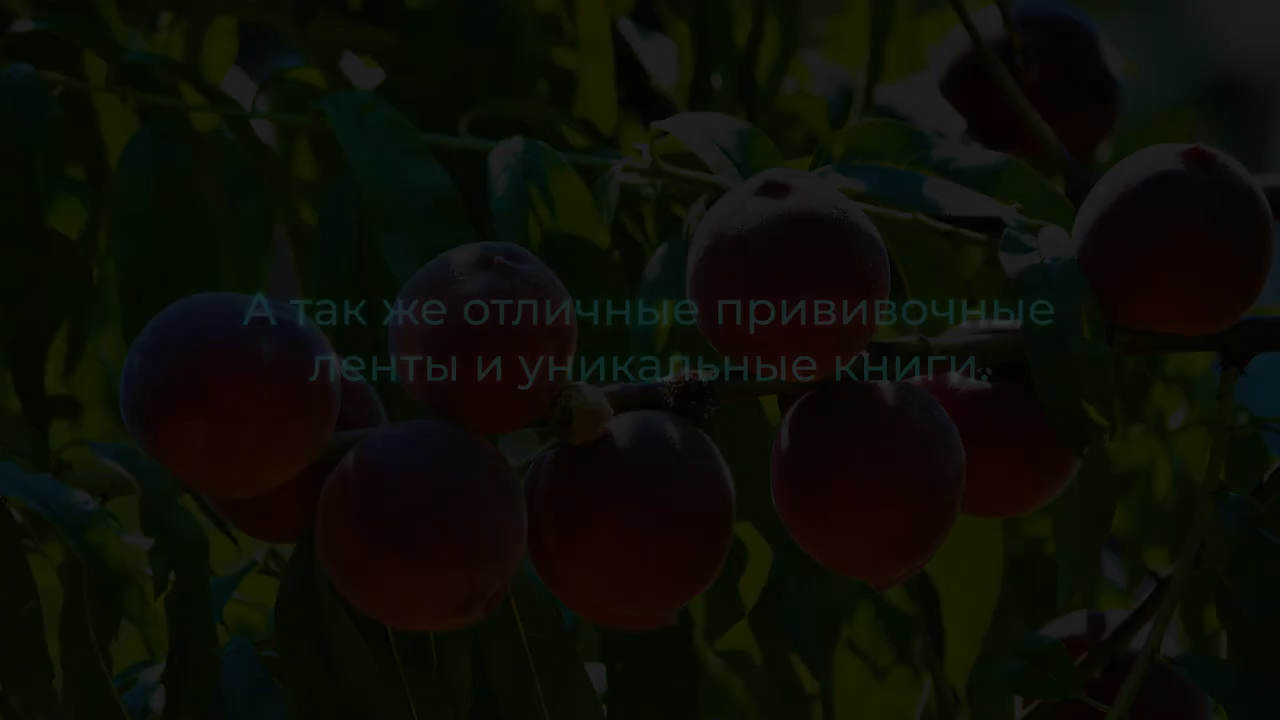 А так же отличные прививочные
ленты и уникальные книги.